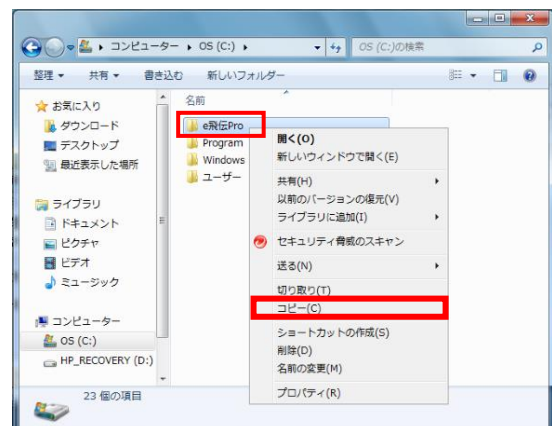 コンピューター ▸ OS (C:) ▸
OS (C:)の検索
整理 ▼ 共有 ▼ 書き込む 新しいフォルダー
お気に入り
ダウンロード
デスクトップ
最近表示した場所
ライブラリ
ドキュメント
ピクチャ
ビデオ
ミュージック
コンピューター
OS (C:)
HP_RECOVERY (D:)
名前
e飛伝Pro
Program
Windows
ユーザー
開く(O)
新しいウィンドウで開く(E)
共有(H)
以前のバージョンの復元(V)
ライブラリに追加(I)
セキュリティ脅威のスキャン
送る(N)
切り取り(T)
コピー(C)
ショートカットの作成(S)
削除(D)
名前の変更(M)
プロパティ(R)
23 個の項目